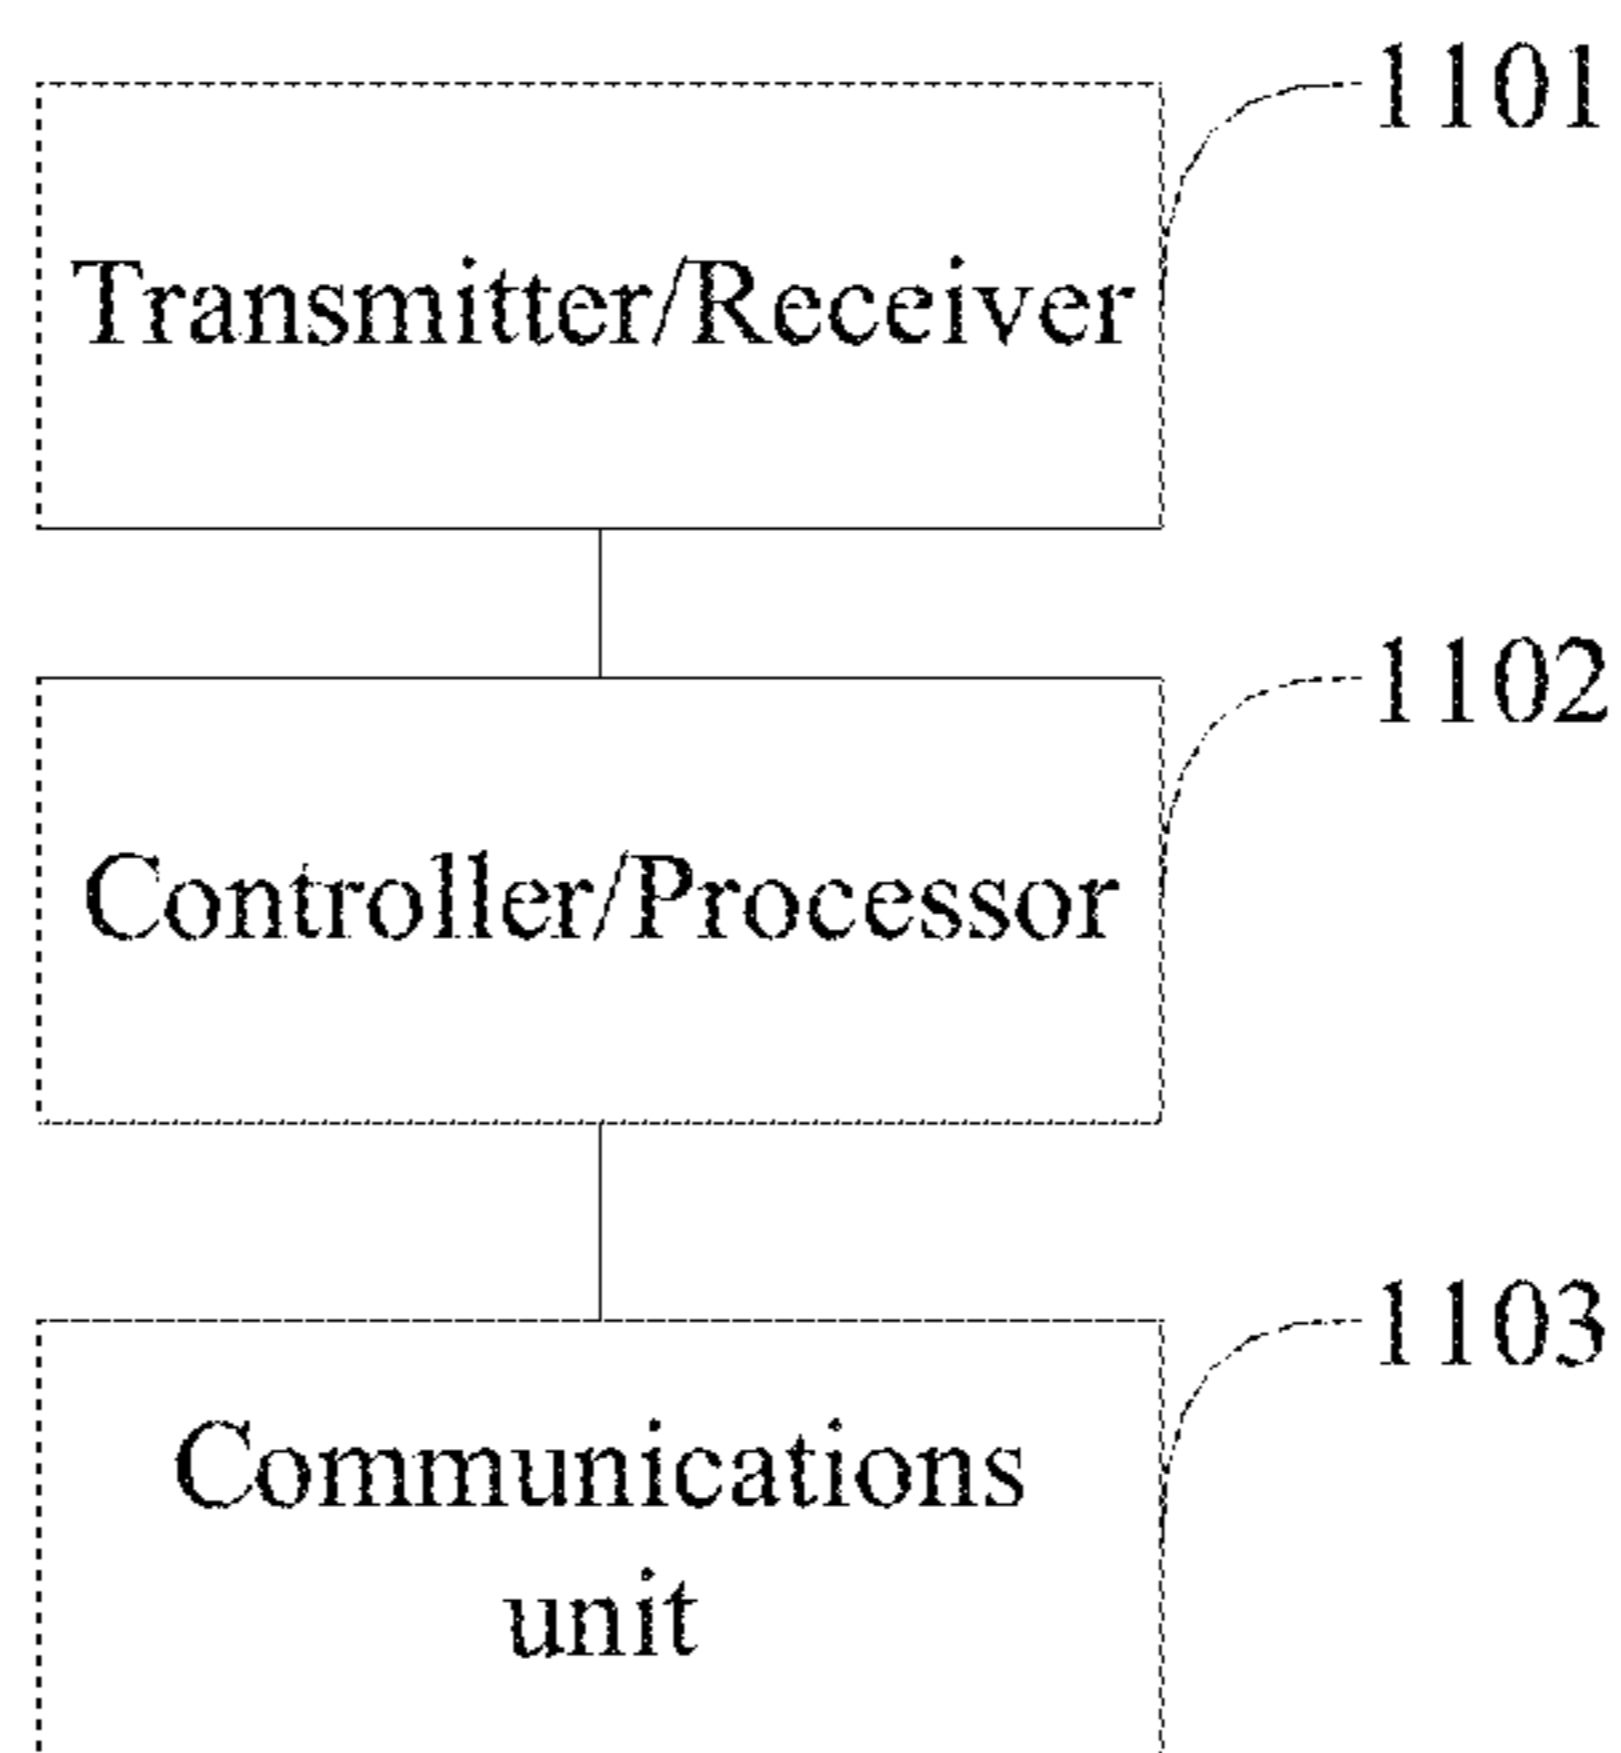 1101
Transmitter/Receiver
1102
Controller/Processor
1103
Communications
unit